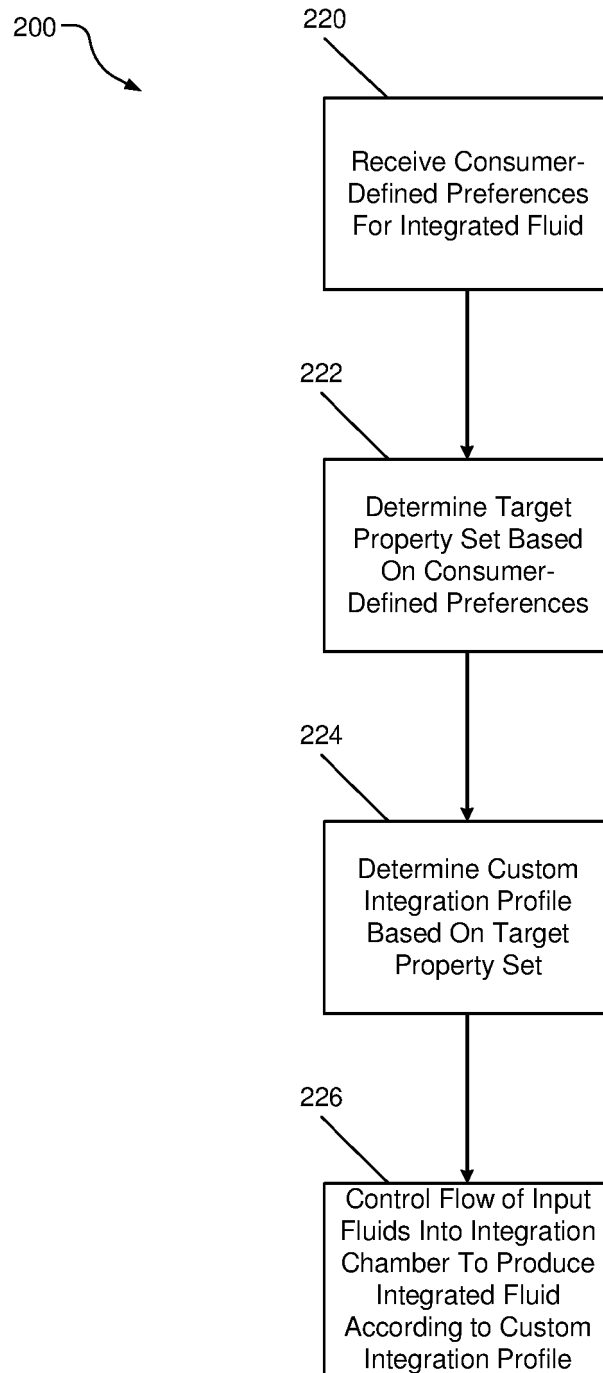 200
220
Receive Consumer-
Defined Preferences
For Integrated Fluid
222
Determine Target
Property Set Based
On Consumer-
Defined Preferences
224
Determine Custom
Integration Profile
Based On Target
Property Set
226
Control Flow of Input
Fluids Into Integration
Chamber To Produce
Integrated Fluid
According to Custom
Integration Profile